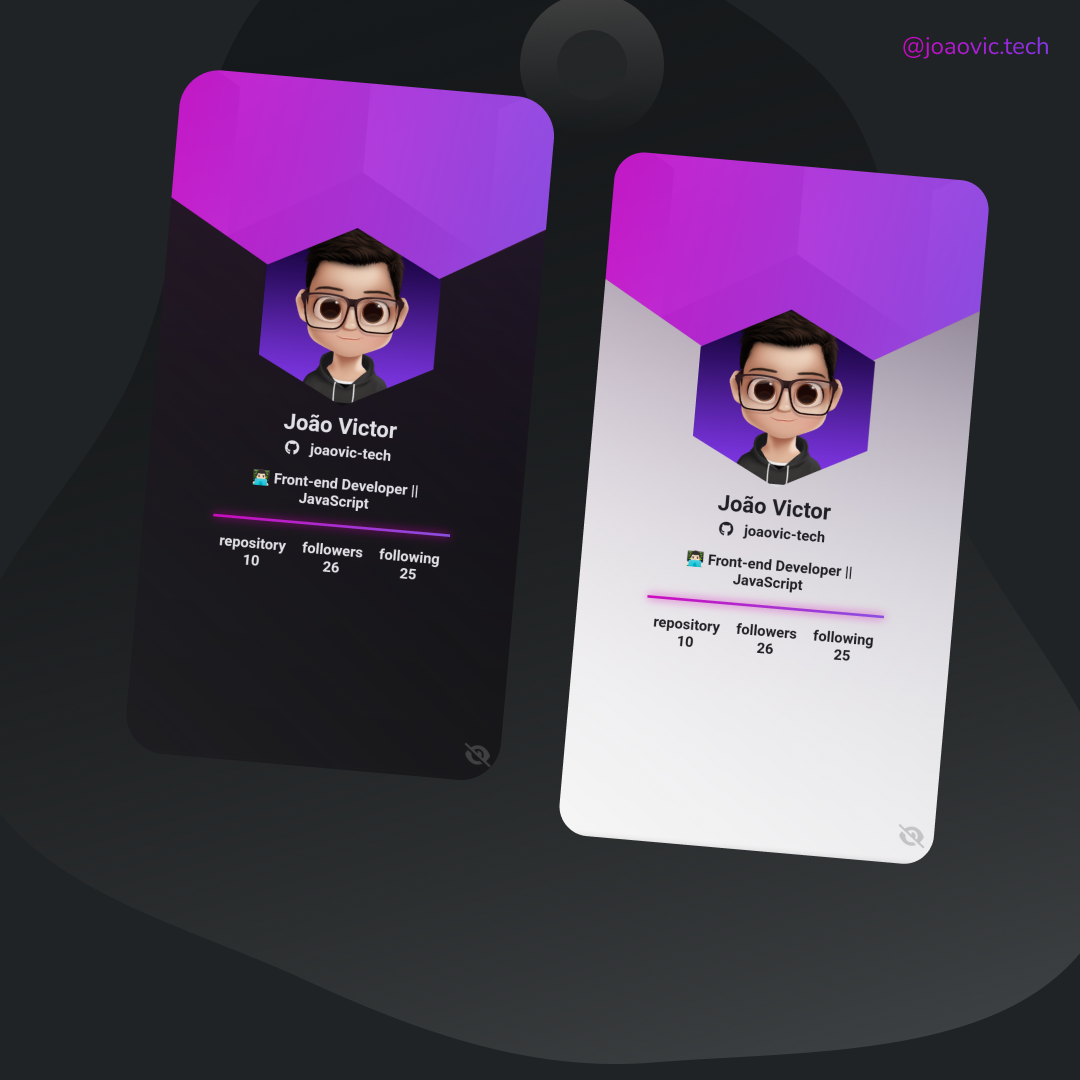 @joaovic.tech
João Victor
joaovic-tech
👨🏻‍💻 Front-end Developer ||
JavaScript
repository followers following
10 26 25
João Victor
joaovic-tech
👨🏻‍💻 Front-end Developer ||
JavaScript
repository followers following
10 26 25